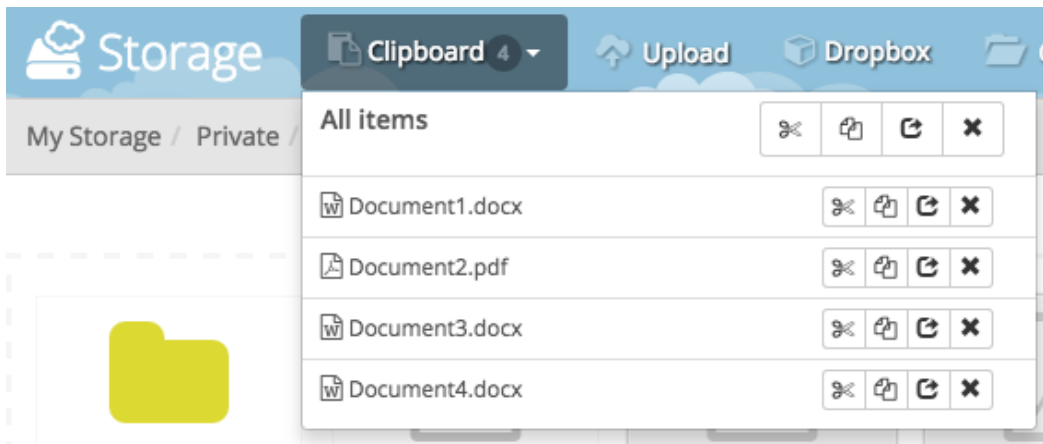 Storage
Clipboard 4
Upload
Dropbox
My Storage / Private /
All items
Document1.docx
Document2.pdf
Document3.docx
Document4.docx